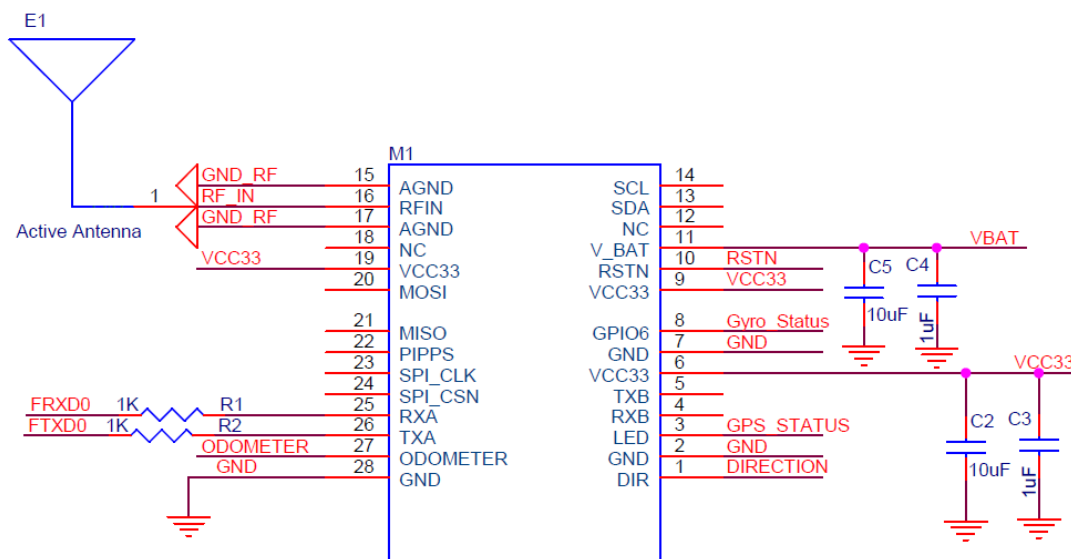 E1
M1
GND_RF 15 AGND SCL 14
1 RF_IN 16 RFIN SDA 13
GND_RF 17 AGND NC 12
Active Antenna 18 NC V_BAT 11 VBAT
VCC33 19 VCC33 RSTN 10 RSTN C5 C4
20 MOSI VCC33 9 VCC33
10uF 1uF
21 MISO GPIO6 8 Gyro_Status
22 PIPPS GND 7 GND
23 SPI_CLK VCC33 6 VCC33
24 SPI_CSN TXB 5
FRXD0 1K R1 25 RXA RXB 4
FTXD0 1K R2 26 TXA LED 3 GPS_STATUS C2 C3
ODOMETER 27 ODOMETER GND 2 GND
GND 28 GND DIR 1 DIRECTION 10uF 1uF